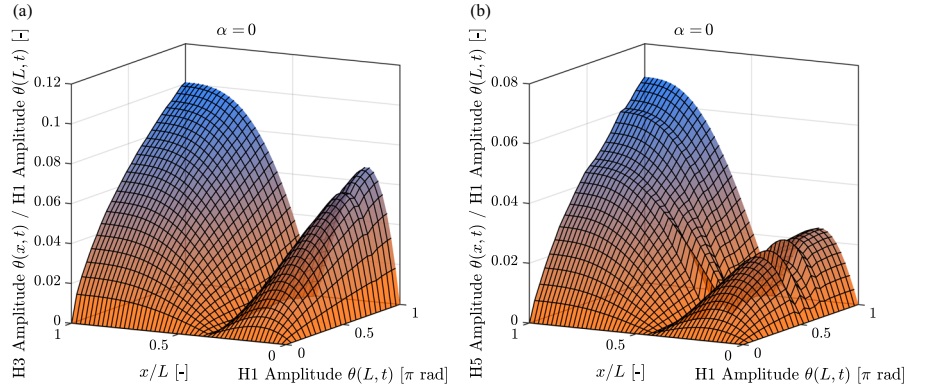 (a)
α = 0
H3 Amplitude θ(x, t) / H1 Amplitude θ(L, t) [-]
0.12
0.1
0.08
0.06
0.04
0.02
0
1
0.5
0
x/L [-]
0
0.5
1
H1 Amplitude θ(L, t) [π rad]
(b)
α = 0
H5 Amplitude θ(x, t) / H1 Amplitude θ(L, t) [-]
0.08
0.06
0.04
0.02
0
1
0.5
0
x/L [-]
0
0.5
1
H1 Amplitude θ(L, t) [π rad]